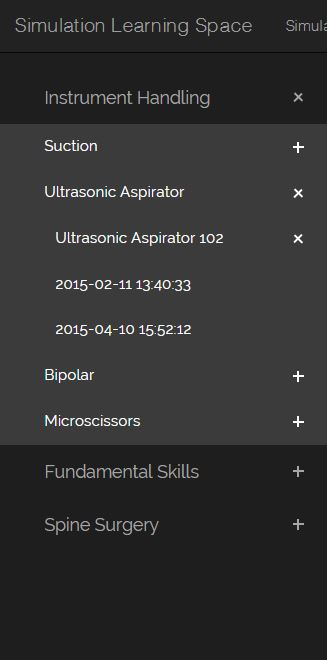 Simulation Learning Space
Instrument Handling ×
Suction +
Ultrasonic Aspirator ×
Ultrasonic Aspirator 102 ×
2015-02-11 13:40:33
2015-04-10 15:52:12
Bipolar +
Microscissors +
Fundamental Skills +
Spine Surgery +